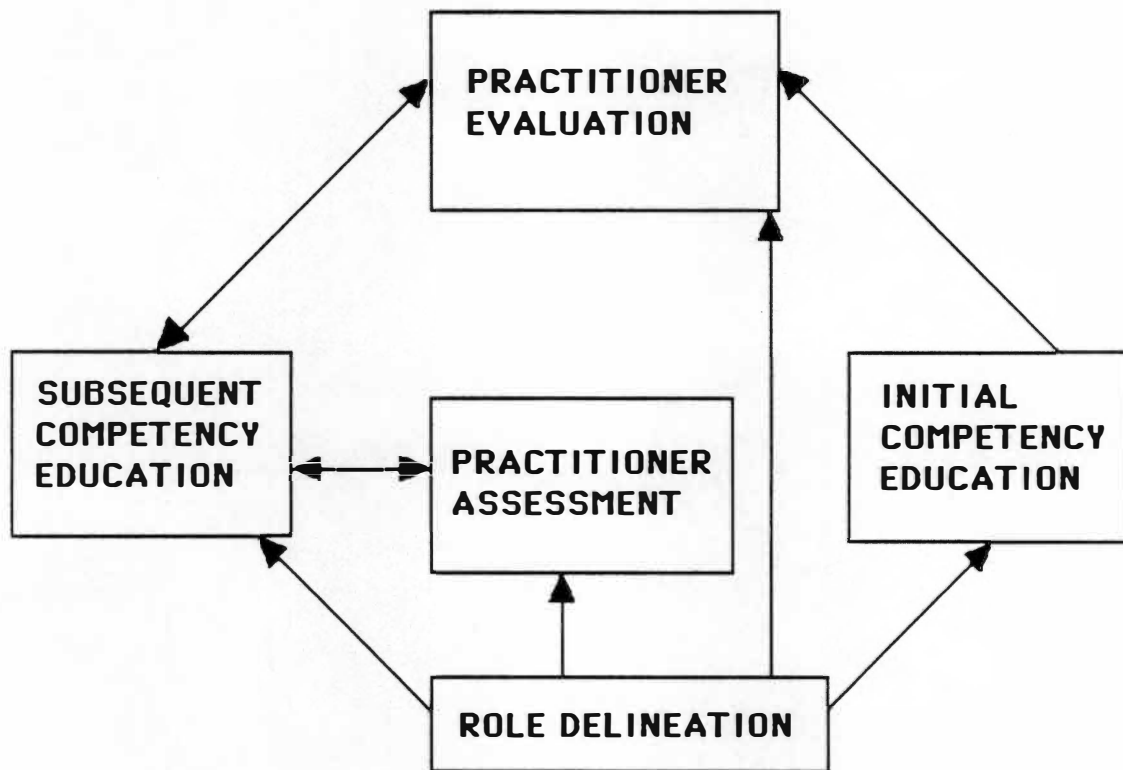 PRACTITIONER
EVALUATION
SUBSEQUENT
COMPETENCY
EDUCATION
PRACTITIONER
ASSESSMENT
INITIAL
COMPETENCY
EDUCATION
ROLE DELINEATION